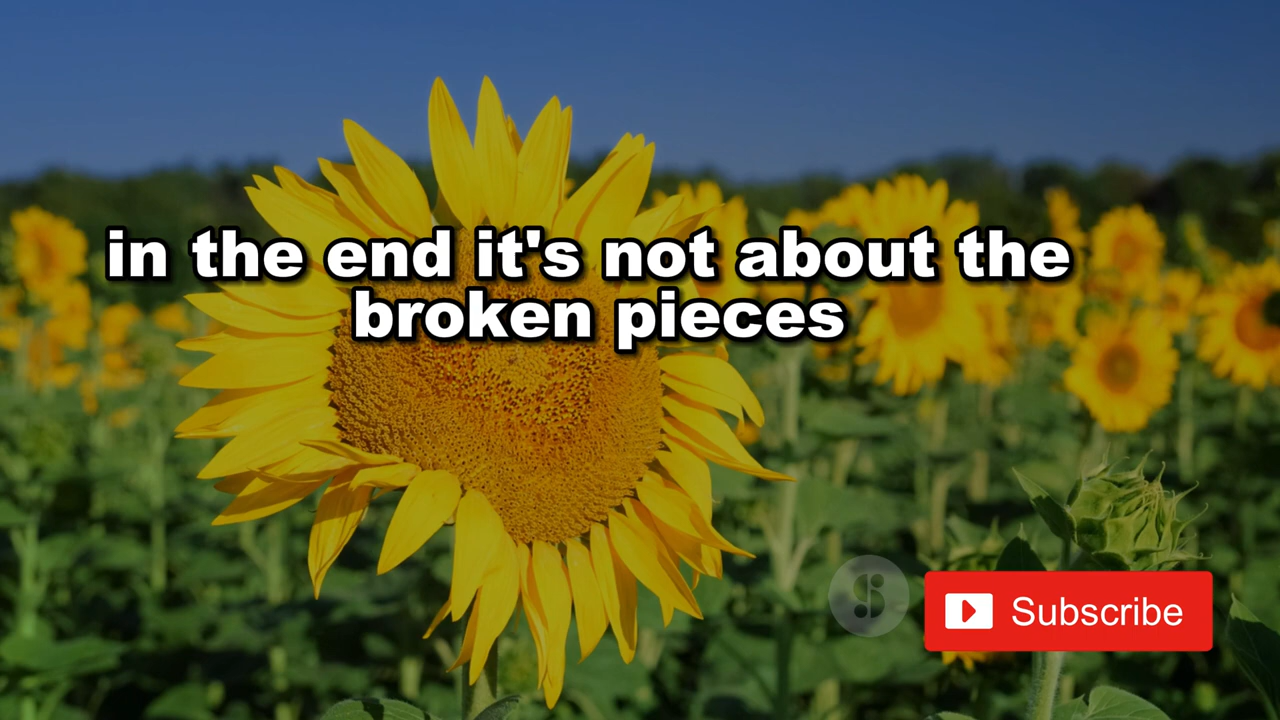 in the end it's not about the
broken pieces
Subscribe